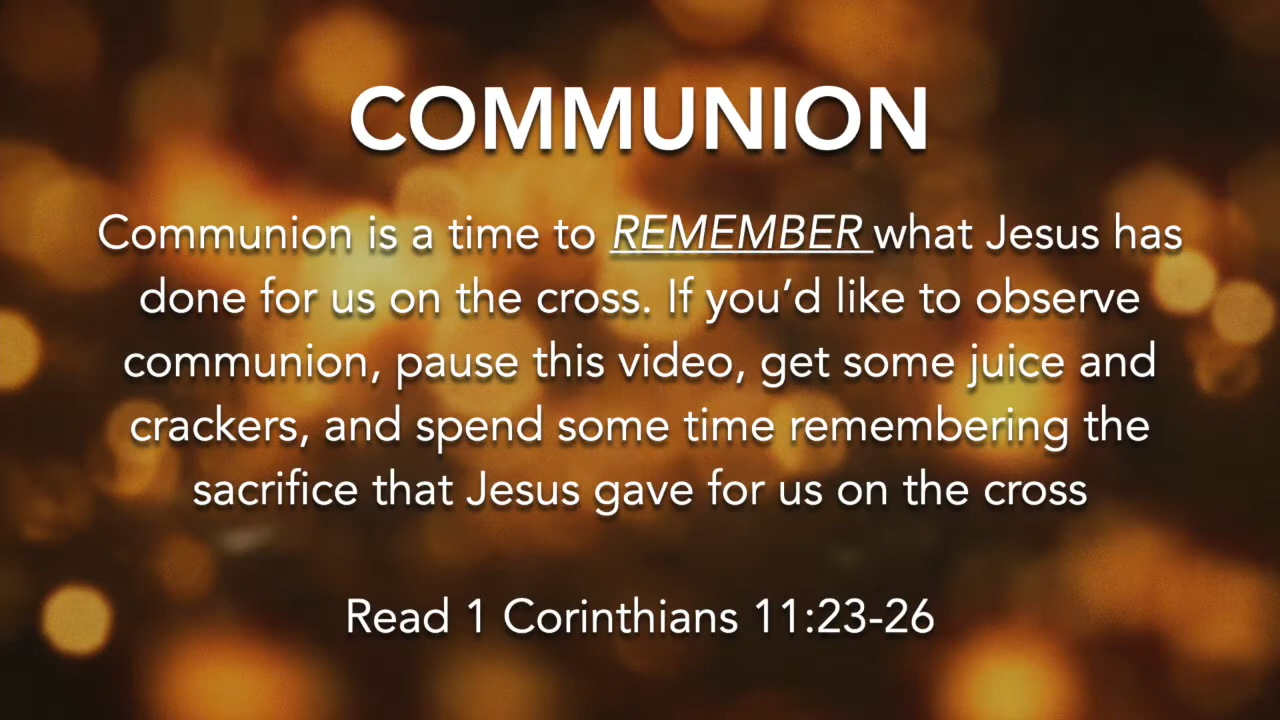 COMMUNION
Communion is a time to REMEMBER what Jesus has
done for us on the cross. If you’d like to observe
communion, pause this video, get some juice and
crackers, and spend some time remembering the
sacrifice that Jesus gave for us on the cross
Read 1 Corinthians 11:23-26